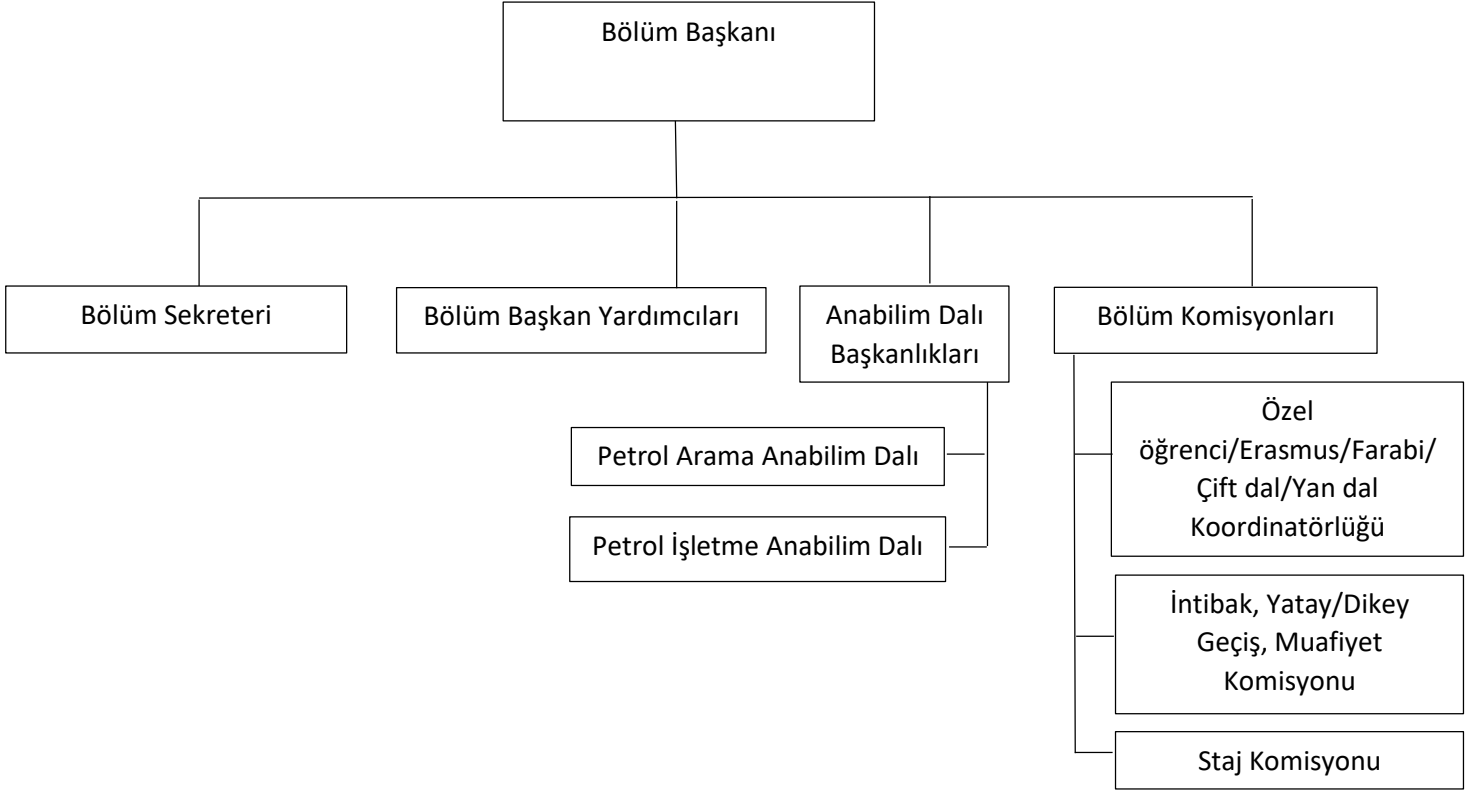 Bölüm Başkanı
Bölüm Sekreteri
Bölüm Başkan Yardımcıları
Anabilim Dalı
Başkanlıkları
Bölüm Komisyonları
Petrol Arama Anabilim Dalı
Petrol İşletme Anabilim Dalı
Özel
öğrenci/Erasmus/Farabi/
Çift dal/Yan dal
Koordinatörlüğü
İntibak, Yatay/Dikey
Geçiş, Muafiyet
Komisyonu
Staj Komisyonu